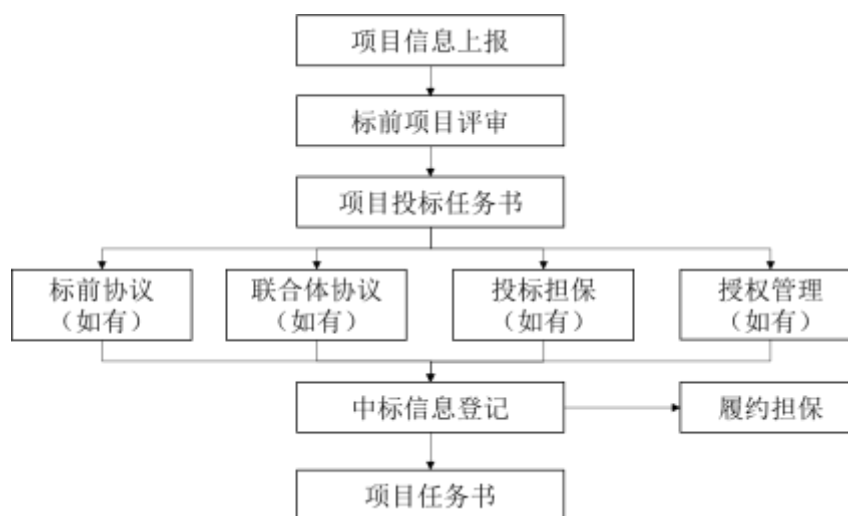 项目信息上报
标前项目评审
项目投标任务书
标前协议
（如有）
联合体协议
（如有）
投标担保
（如有）
授权管理
（如有）
中标信息登记
履约担保
项目任务书